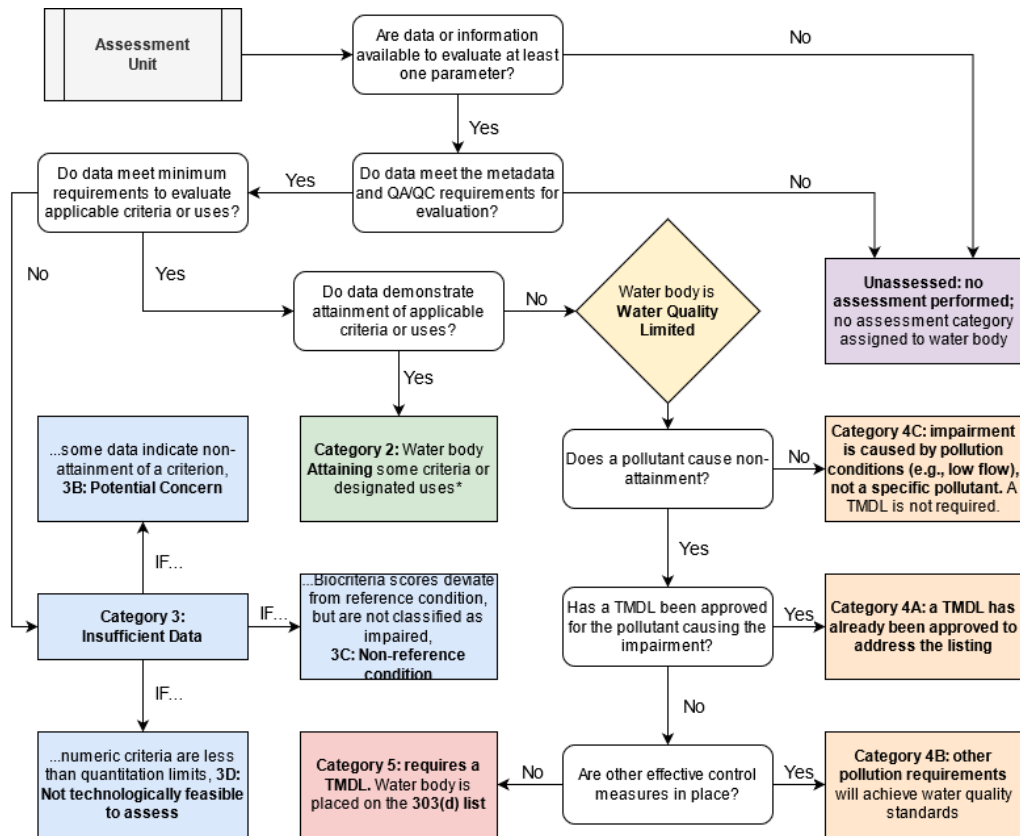 Assessment
Unit
Are data or information
available to evaluate at least
one parameter?
No
Yes
Do data meet minimum
requirements to evaluate
applicable criteria or uses?
Yes
Do data meet the metadata
and QA/QC requirements for
evaluation?
No
No
Yes
Do data demonstrate
attainment of applicable
criteria or uses?
No
Water body is
Water Quality
Limited
Unassessed: no
assessment performed;
no assessment category
assigned to water body
Yes
...some data indicate non-
attainment of a criterion,
3B: Potential Concern
Category 2: Water body
Attaining some criteria or
designated uses*
Does a pollutant cause non-
attainment?
No
Category 4C: impairment
is caused by pollution
conditions (e.g., low flow),
not a specific pollutant. A
TMDL is not required.
IF...
Yes
Category 3:
Insufficient Data
IF...
...Biocriteria scores deviate
from reference condition,
but are not classified as
impaired,
3C: Non-reference
condition
Has a TMDL been approved
for the pollutant causing the
impairment?
Yes
Category 4A: a TMDL has
already been approved to
address the listing
IF...
No
...numeric criteria are less
than quantitation limits, 3D:
Not technologically feasible
to assess
Category 5: requires a
TMDL. Water body is
placed on the 303(d) list
No
Are other effective control
measures in place?
Yes
Category 4B: other
pollution requirements
will achieve water quality
standards